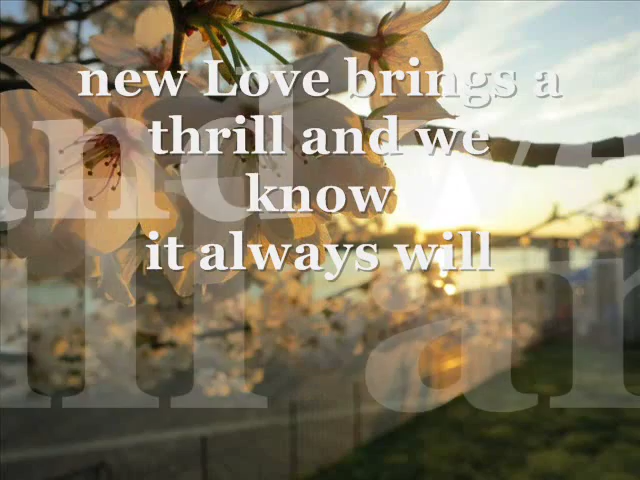 new Love brings a
thrill and we
know
it always will